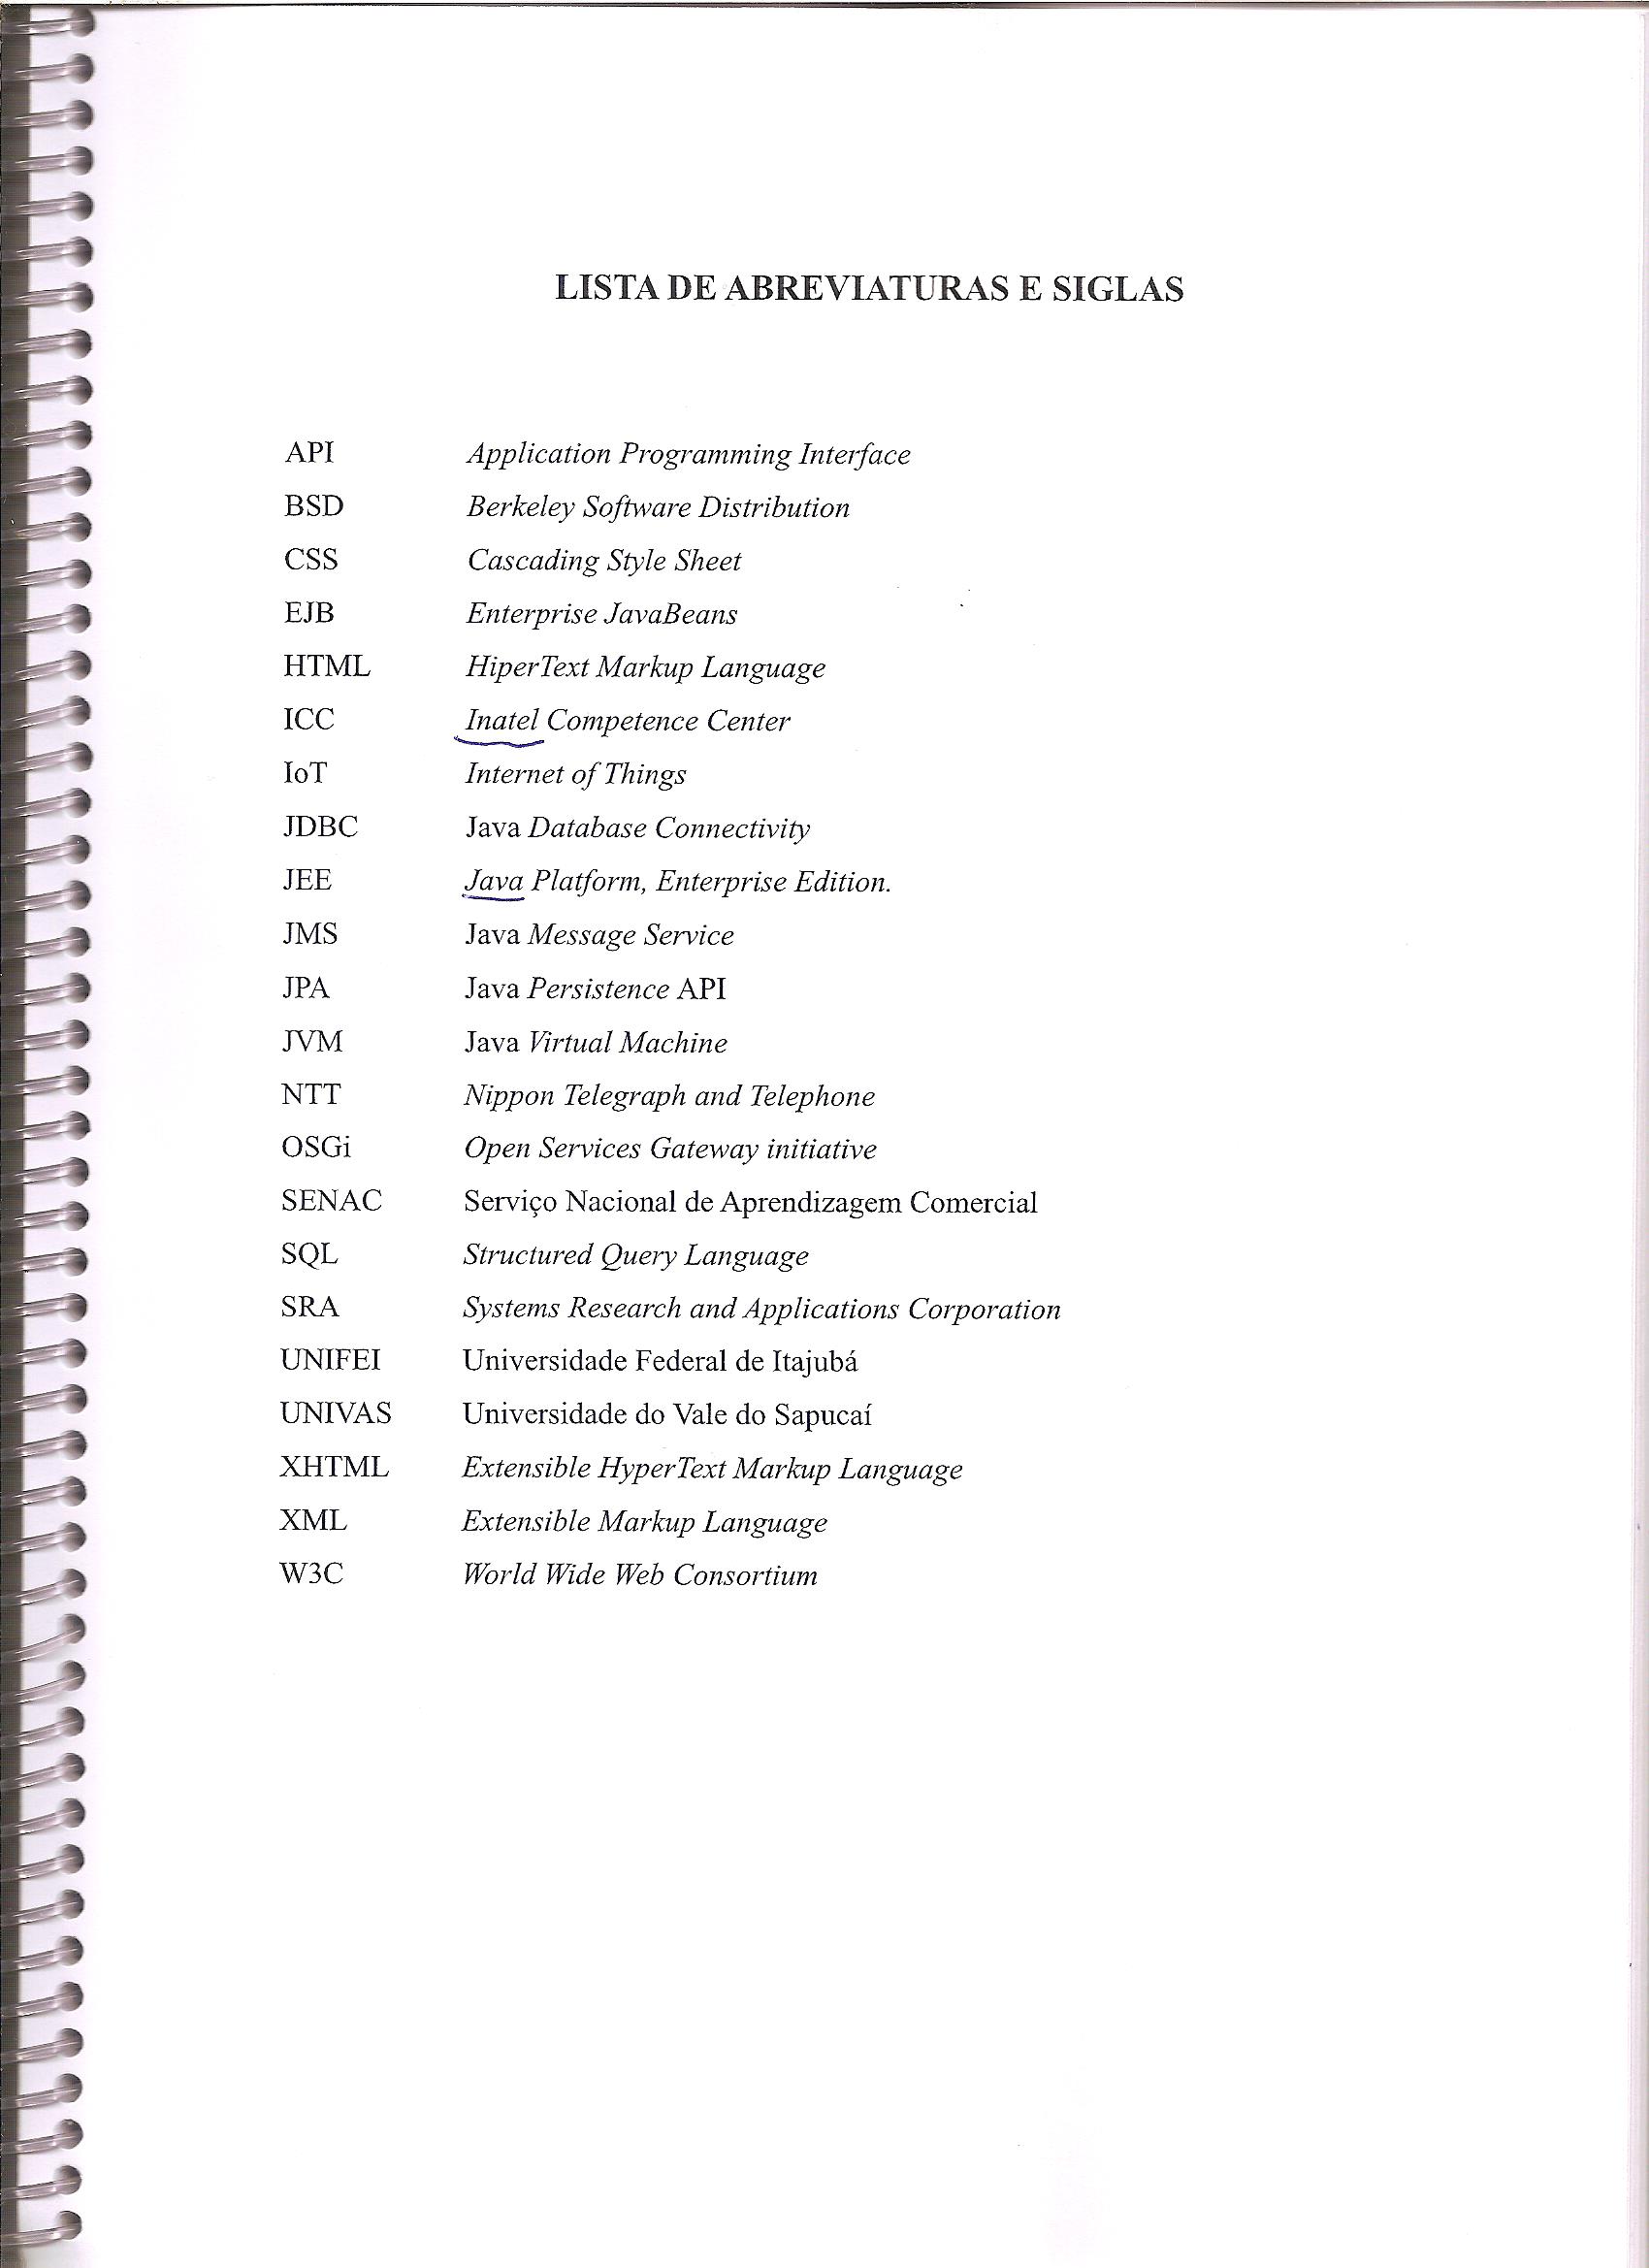 LISTA DE ABREVIATURAS E SIGLAS
API Application Programming Interface
BSD Berkeley Software Distribution
CSS Cascading Style Sheet
EJB Enterprise JavaBeans
HTML HiperText Markup Language
ICC Inatel Competence Center
IoT Internet of Things
JDBC Java Database Connectivity
JEE Java Platform, Enterprise Edition.
JMS Java Message Service
JPA Java Persistence API
JVM Java Virtual Machine
NTT Nippon Telegraph and Telephone
OSGi Open Services Gateway initiative
SENAC Serviço Nacional de Aprendizagem Comercial
SQL Structured Query Language
SRA Systems Research and Applications Corporation
UNIFEI Universidade Federal de Itajubá
UNIVAS Universidade do Vale do Sapucaí
XHTML Extensible HyperText Markup Language
XML Extensible Markup Language
W3C World Wide Web Consortium